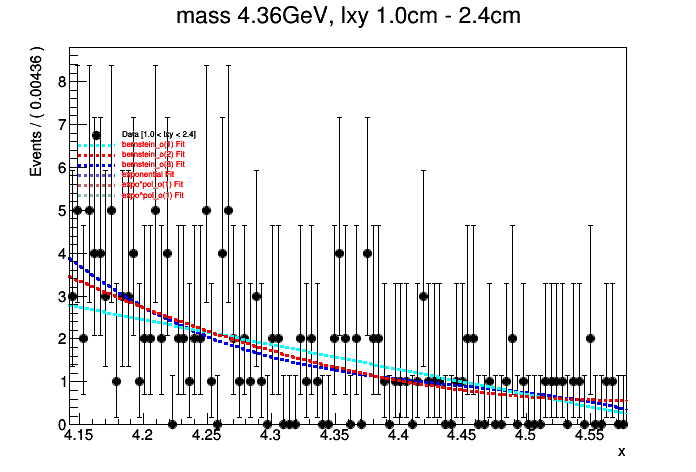 mass 4.36GeV, lxy 1.0cm - 2.4cm
Events / ( 0.00436 )
8
7
6
5
4
3
2
1
0
Data [1.0 < lxy < 2.4]
bernstein_o(1) Fit
bernstein_o(2) Fit
bernstein_o(3) Fit
exponential Fit
expo*pol_o(1) Fit
expo*pol_o(1) Fit
4.15 4.2 4.25 4.3 4.35 4.4 4.45 4.5 4.55
x